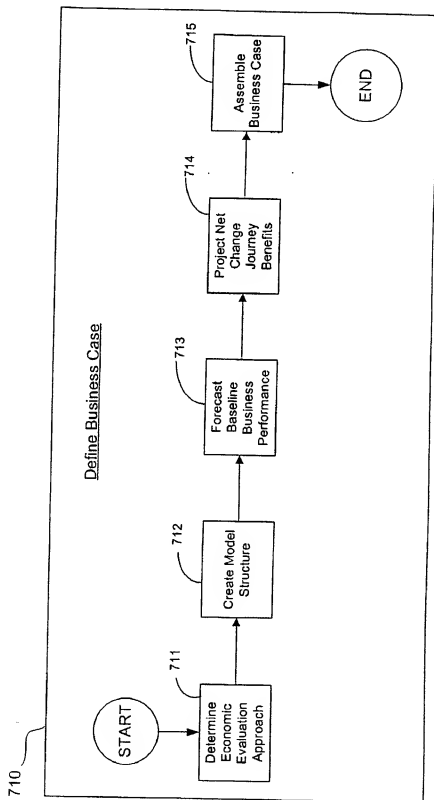 710
Define Business Case
START
711
Determine
Economic
Evaluation
Approach
712
Create Model
Structure
713
Forecast
Baseline
Business
Performance
714
Project Net
Change
Journey
Benefits
715
Assemble
Business Case
END